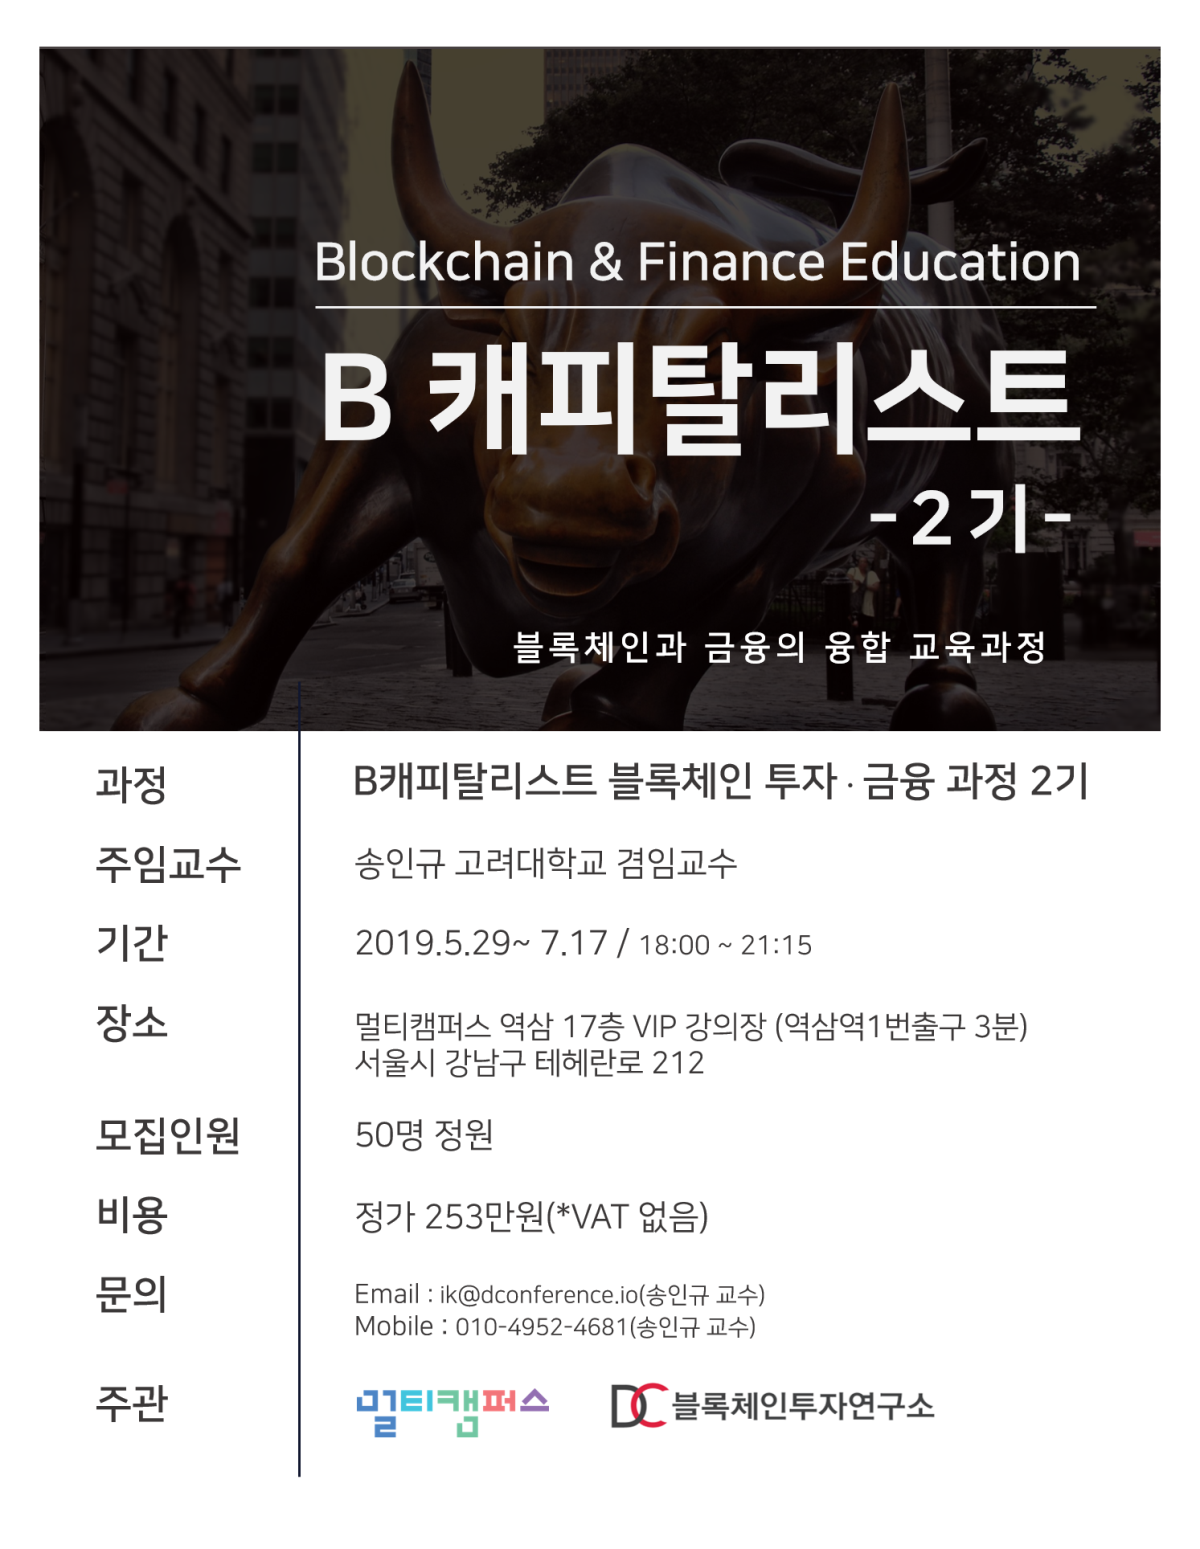 Blockchain & Finance Education
B 캐피탈리스트
-2기-
블록체인과 금융의 융합 교육과정
과정 B캐피탈리스트 블록체인 투자·금융 과정 2기
주임교수 송인규 고려대학교 겸임교수
기간 2019.5.29~ 7.17 / 18:00 ~ 21:15
장소 멀티캠퍼스 역삼 17층 VIP 강의장 (역삼역1번출구 3분)
서울시 강남구 테헤란로 212
모집인원 50명 정원
비용 정가 253만원(*VAT 없음)
문의 Email : ik@dconference.io(송인규 교수)
Mobile : 010-4952-4681(송인규 교수)
주관 멀티캠퍼스 DC 블록체인투자연구소